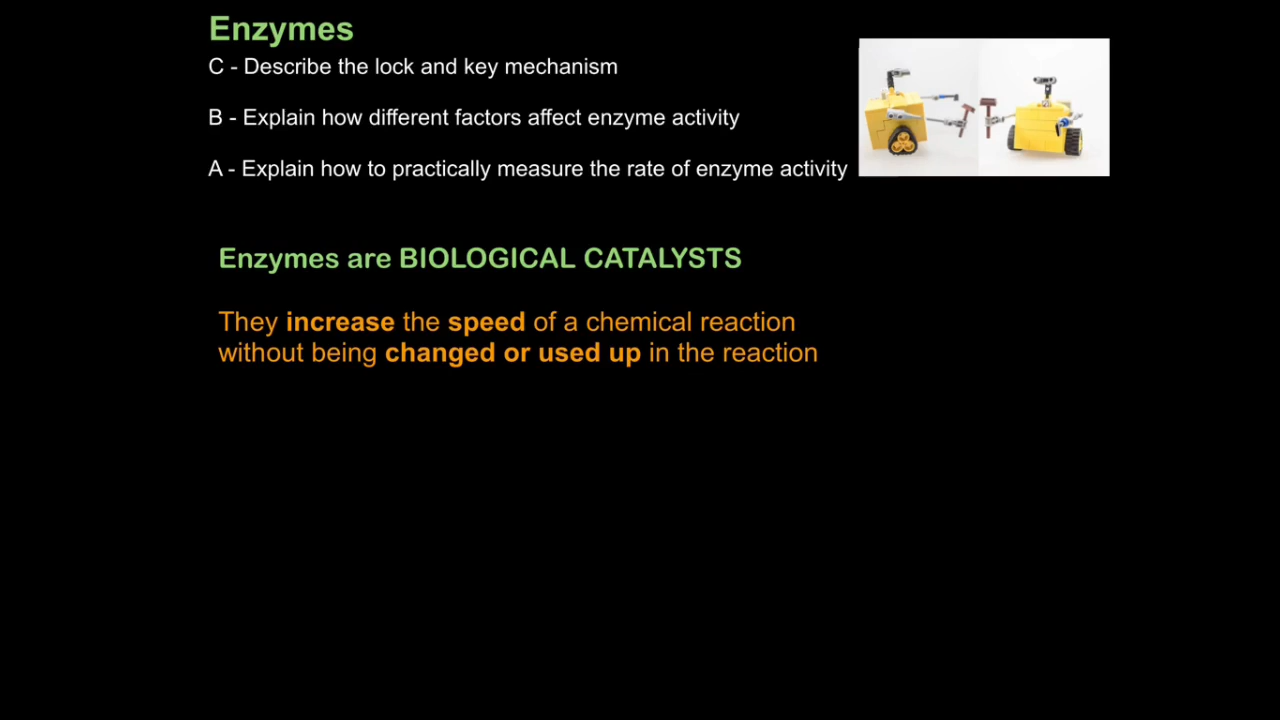 Enzymes
C - Describe the lock and key mechanism
B - Explain how different factors affect enzyme activity
A - Explain how to practically measure the rate of enzyme activity
Enzymes are BIOLOGICAL CATALYSTS
They increase the speed of a chemical reaction
without being changed or used up in the reaction